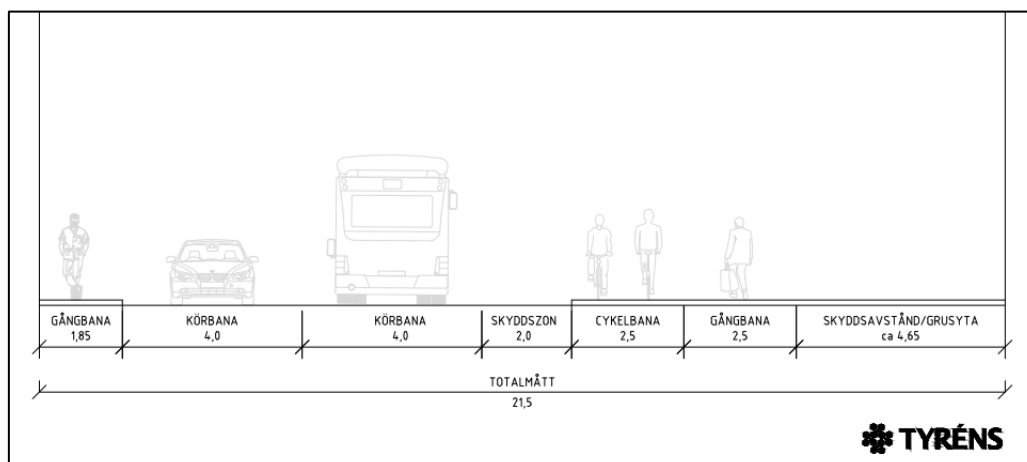 GÅNGBANA
1,85
KÖRBANA
4,0
KÖRBANA
4,0
SKYDDSZON
2,0
CYKELBANA
2,5
GÅNGBANA
2,5
SKYDDSAVSTÅND/GRUSYTA
ca 4,65
TOTALMÅTT
21,5
TYRÉNS